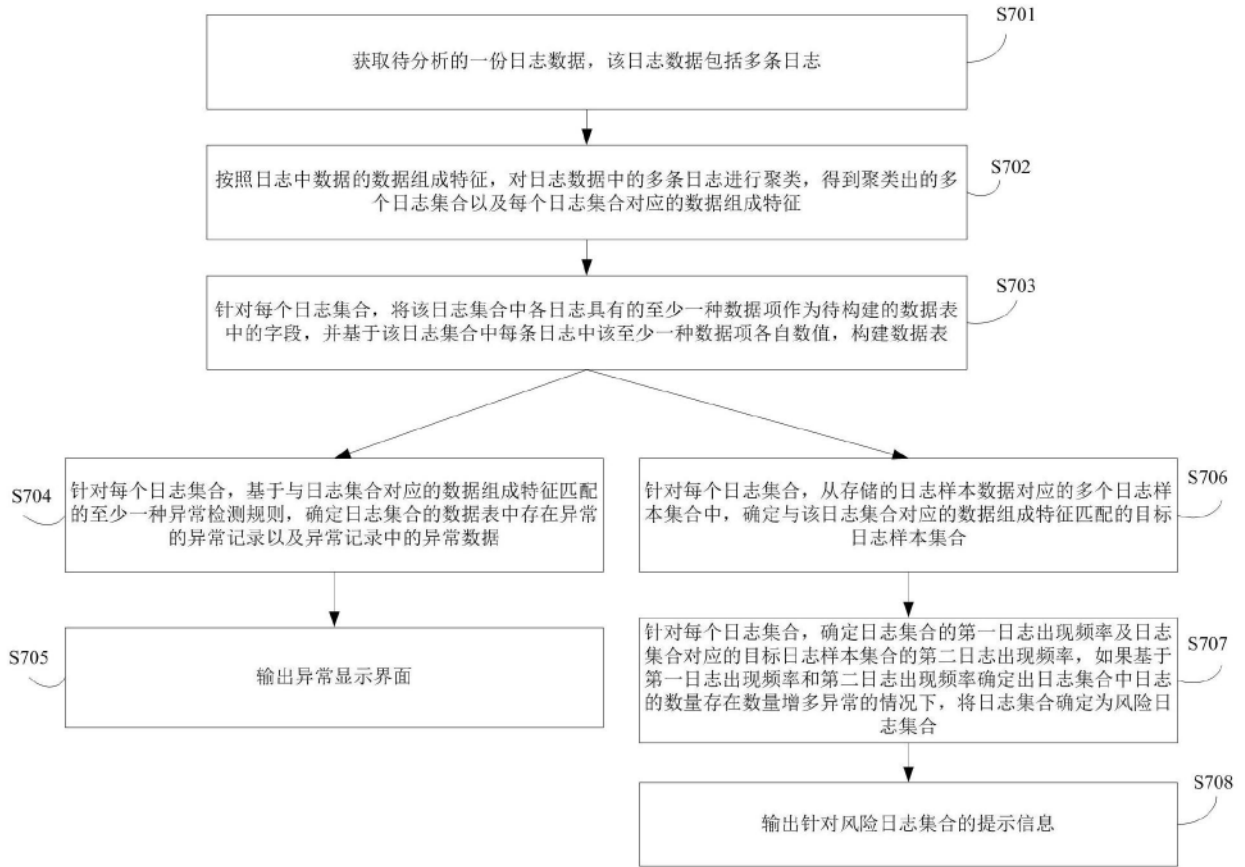 S701
获取待分析的一份日志数据，该日志数据包括多条日志
S702
按照日志中数据的数据组成特征，对日志数据中的多条日志进行聚类，得到聚类出的多
个日志集合以及每个日志集合对应的数据组成特征
S703
针对每个日志集合，将该日志集合中各日志具有的至少一种数据项作为待构建的数据表
中的字段，并基于该日志集合中每条日志中该至少一种数据项各自数值，构建数据表
S704
针对每个日志集合，基于与日志集合对应的数据组成特征匹配
的至少一种异常检测规则，确定日志集合的数据表中存在异常
的异常记录以及异常记录中的异常数据
S705
输出异常显示界面
S706
针对每个日志集合，从存储的日志样本数据对应的多个日志样
本集合中，确定与该日志集合对应的数据组成特征匹配的目标
日志样本集合
S707
针对每个日志集合，确定日志集合的第一日志出现频率及日志
集合对应的目标日志样本集合的第二日志出现频率，如果基于
第一日志出现频率和第二日志出现频率确定出日志集合中日志
的数量存在数量增多异常的情况下，将日志集合确定为风险日
志集合
S708
输出针对风险日志集合的提示信息